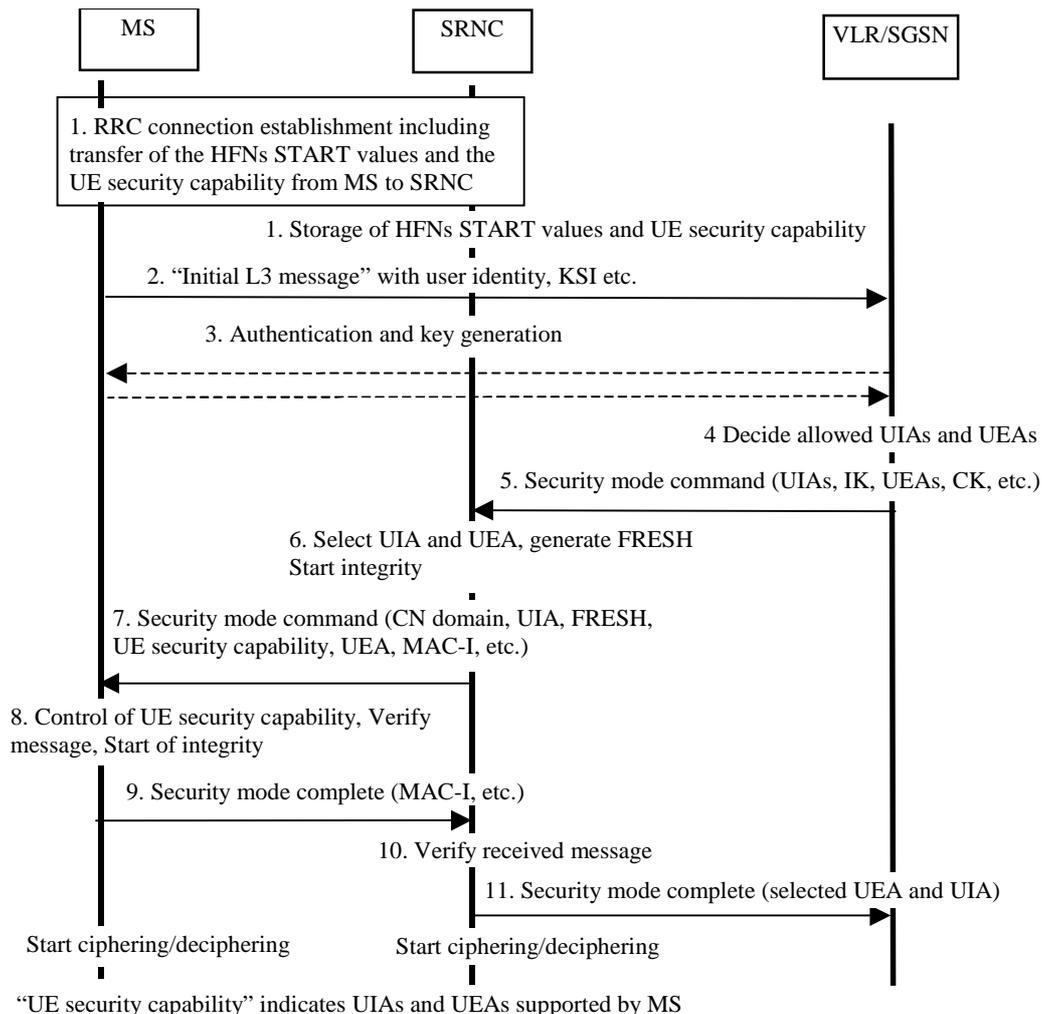 MS
SRNC
VLR/SGSN
1. RRC connection establishment including
transfer of the HFNs START values and the
UE security capability from MS to SRNC
1. Storage of HFNs START values and UE security capability
2. “Initial L3 message” with user identity, KSI etc.
3. Authentication and key generation
4 Decide allowed UIAs and UEAs
5. Security mode command (UIAs, IK, UEAs, CK, etc.)
6. Select UIA and UEA, generate FRESH
Start integrity
7. Security mode command (CN domain, UIA, FRESH,
UE security capability, UEA, MAC-I, etc.)
8. Control of UE security capability, Verify
message, Start of integrity
9. Security mode complete (MAC-I, etc.)
10. Verify received message
11. Security mode complete (selected UEA and UIA)
Start ciphering/deciphering
Start ciphering/deciphering
“UE security capability” indicates UIAs and UEAs supported by MS